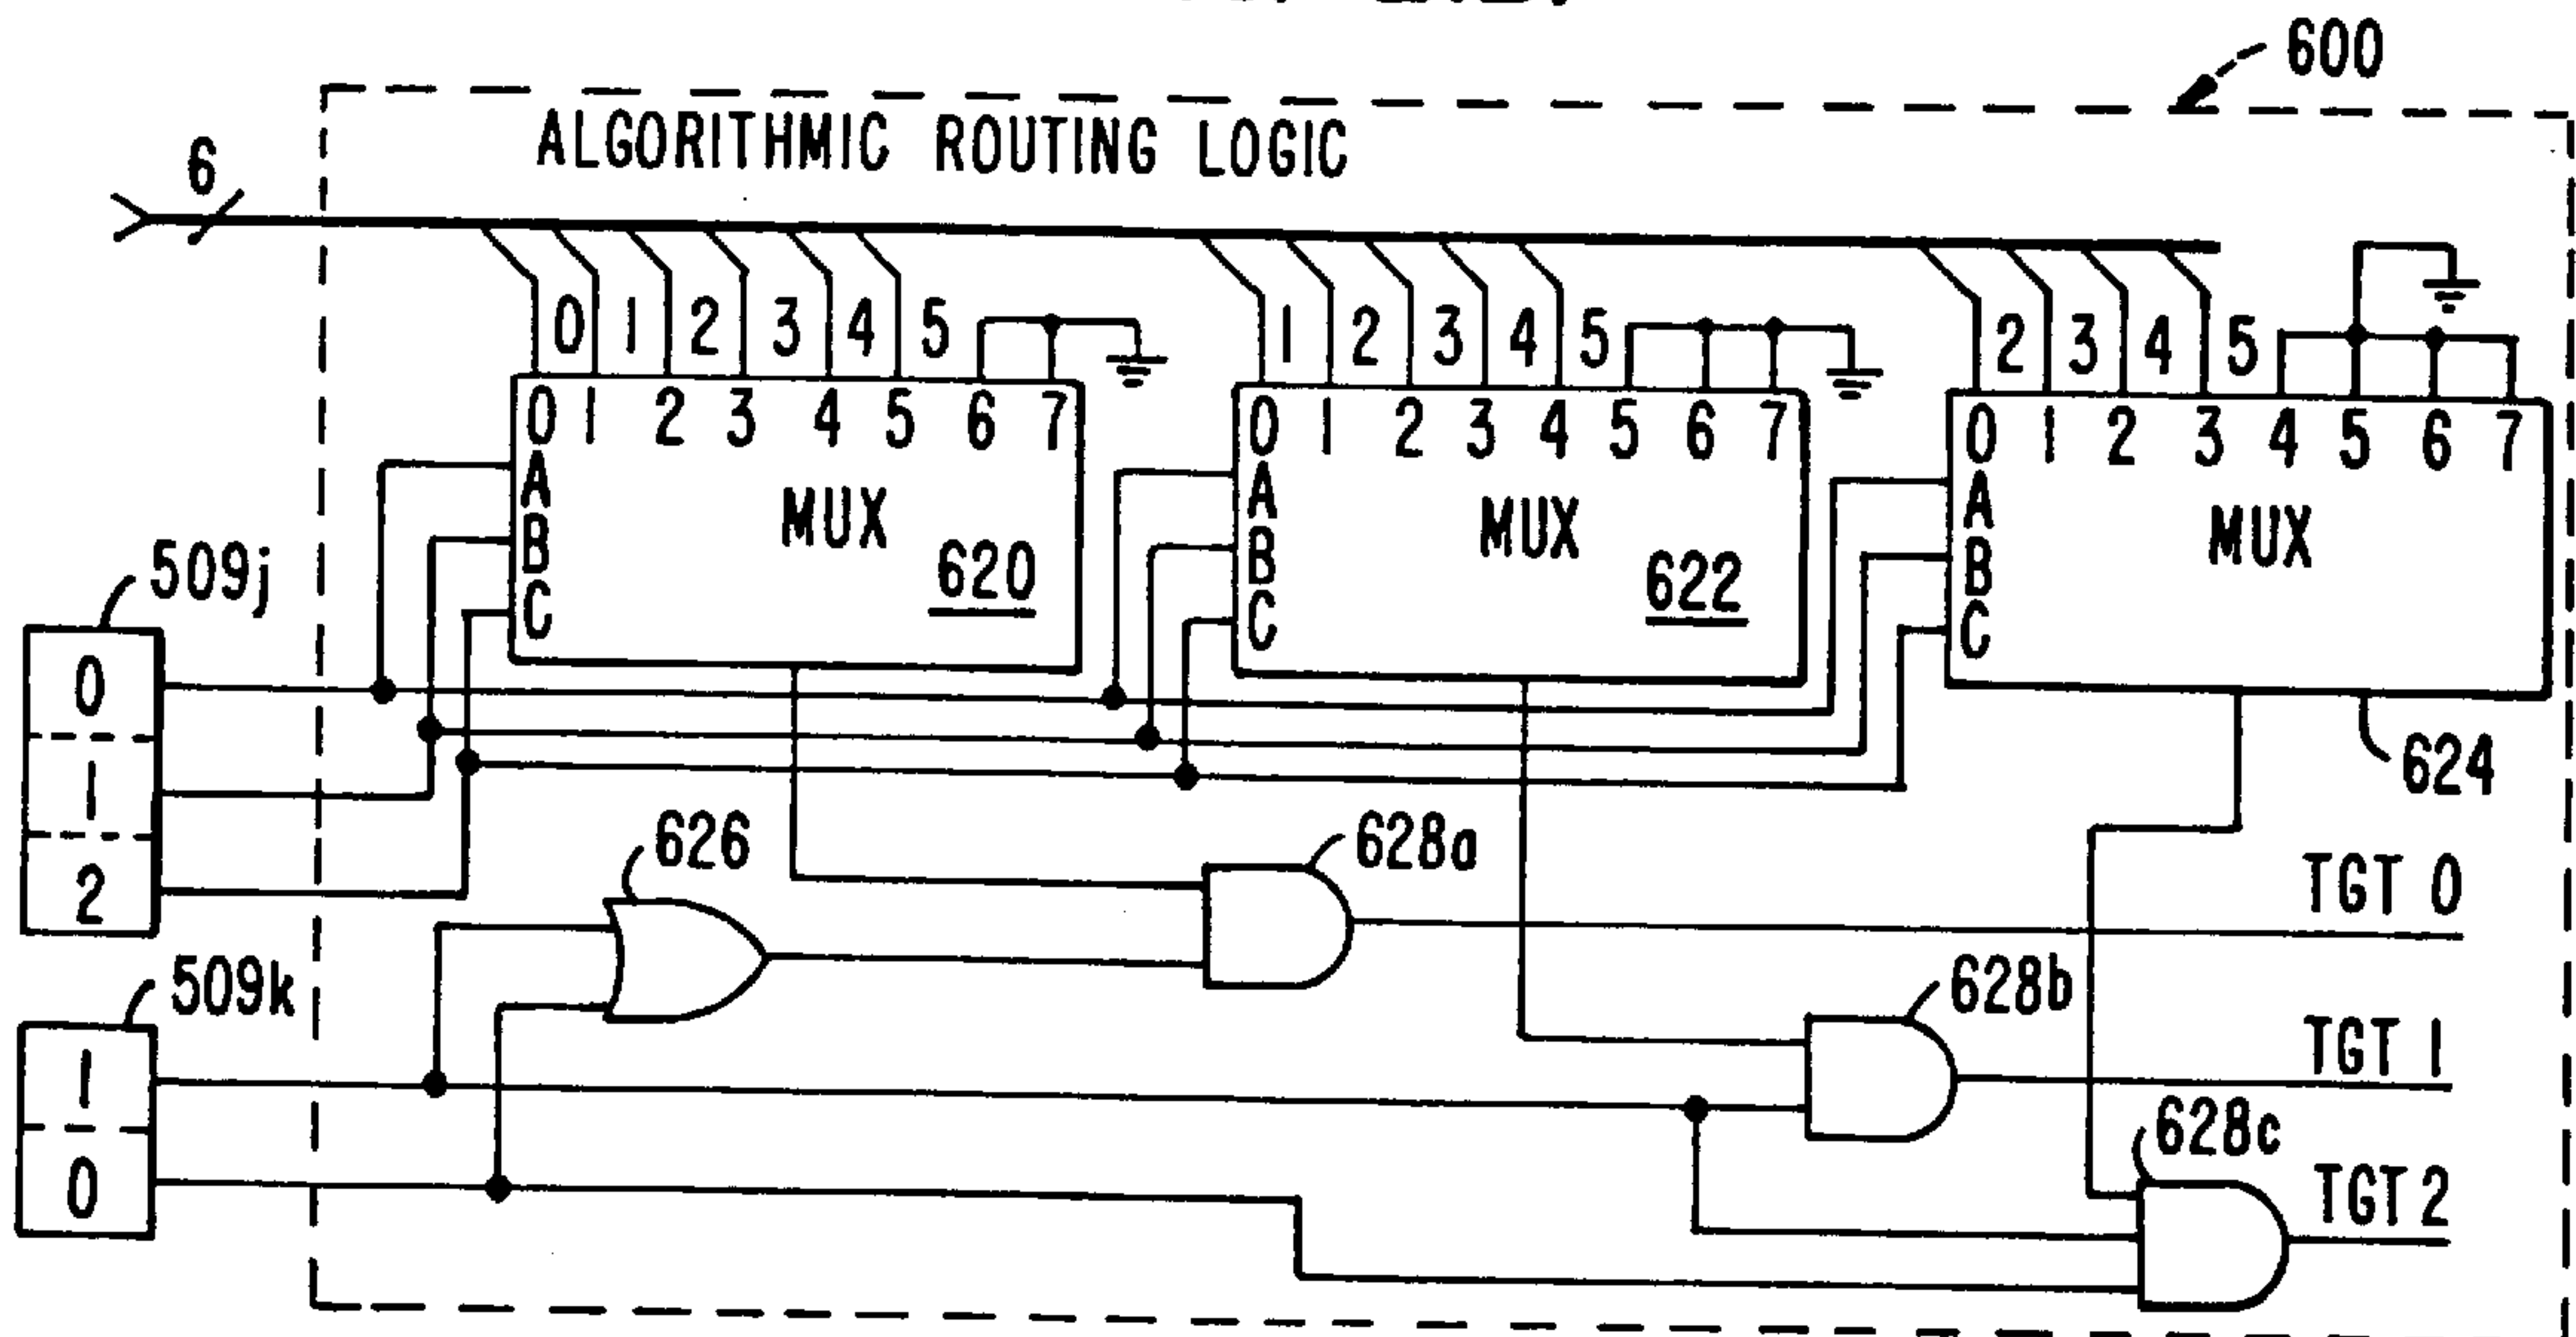 600
ALGORITHMIC ROUTING LOGIC
6
0 1 2 3 4 5
1 2 3 4 5
2 3 4 5
0 1 2 3 4 5 6 7
A
B
C
MUX
620
0 1 2 3 4 5 6 7
A
B
C
MUX
622
0 1 2 3 4 5 6 7
A
B
C
MUX
624
509j
0
1
2
626
628a
TGT 0
509k
1
0
628b
TGT 1
628c
TGT 2